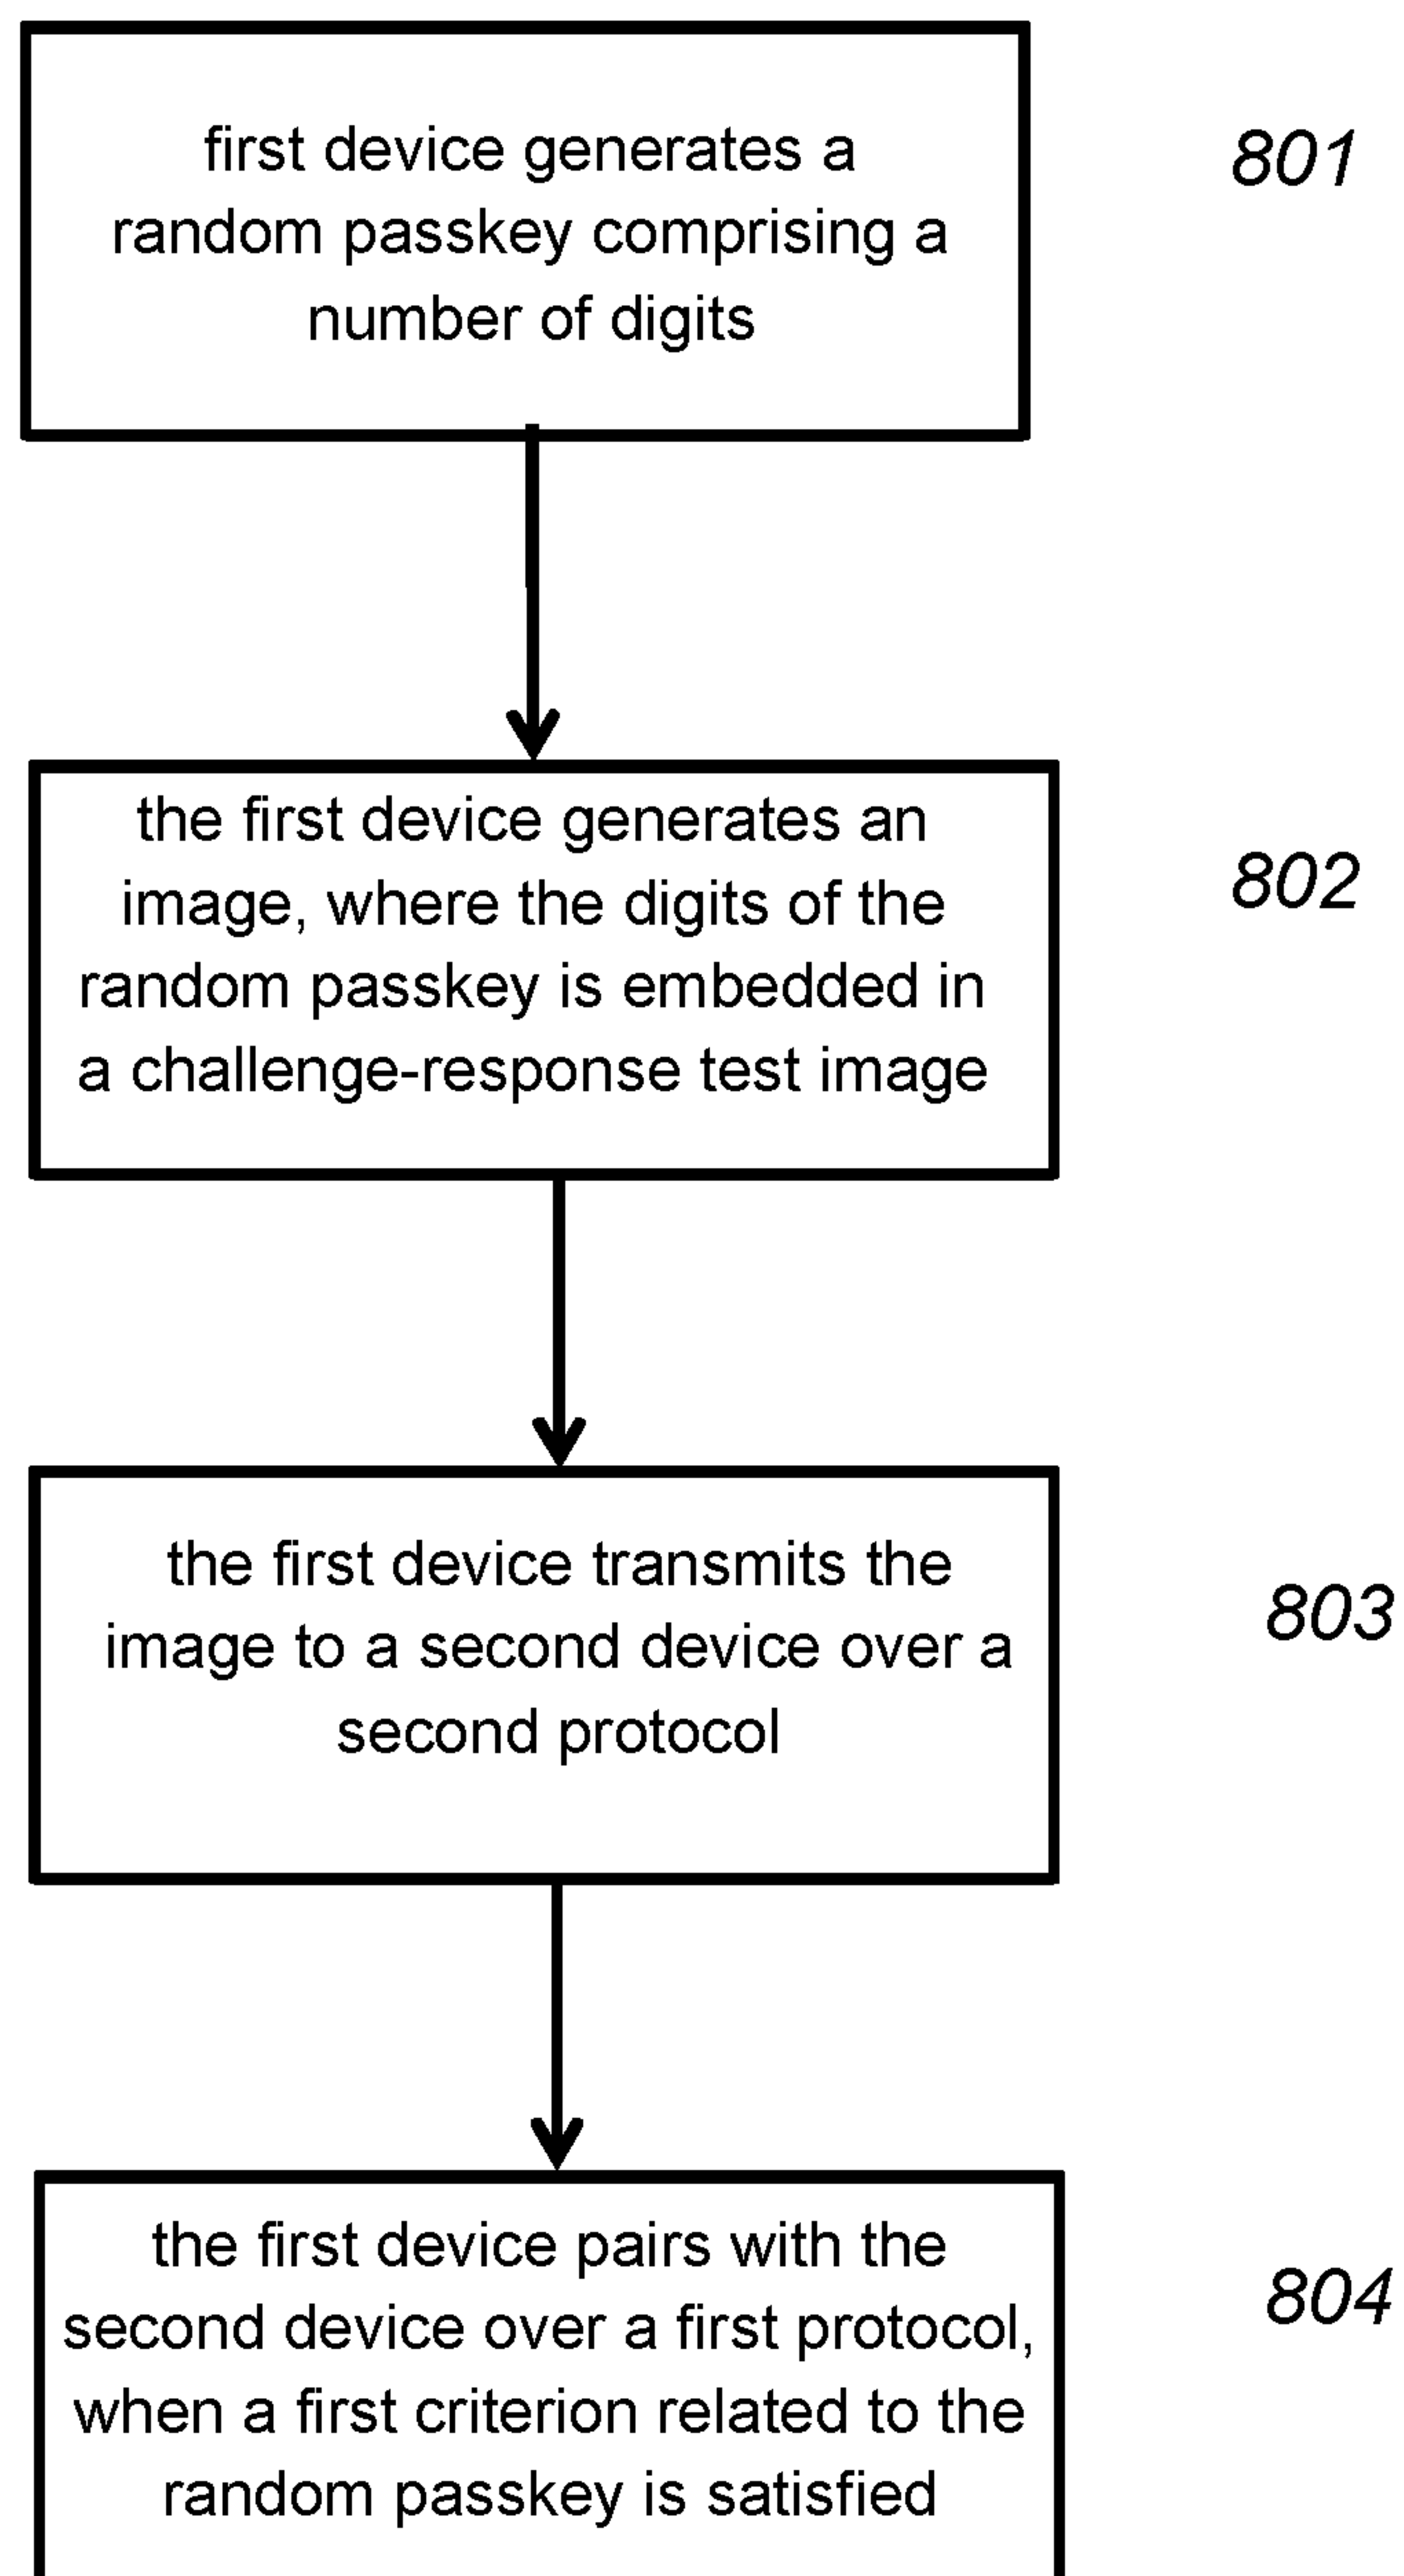 first device generates a
random passkey comprising a
number of digits
801
the first device generates an
image, where the digits of the
random passkey is embedded in
a challenge-response test image
802
the first device transmits the
image to a second device over a
second protocol
803
the first device pairs with the
second device over a first protocol,
when a first criterion related to the
random passkey is satisfied
804